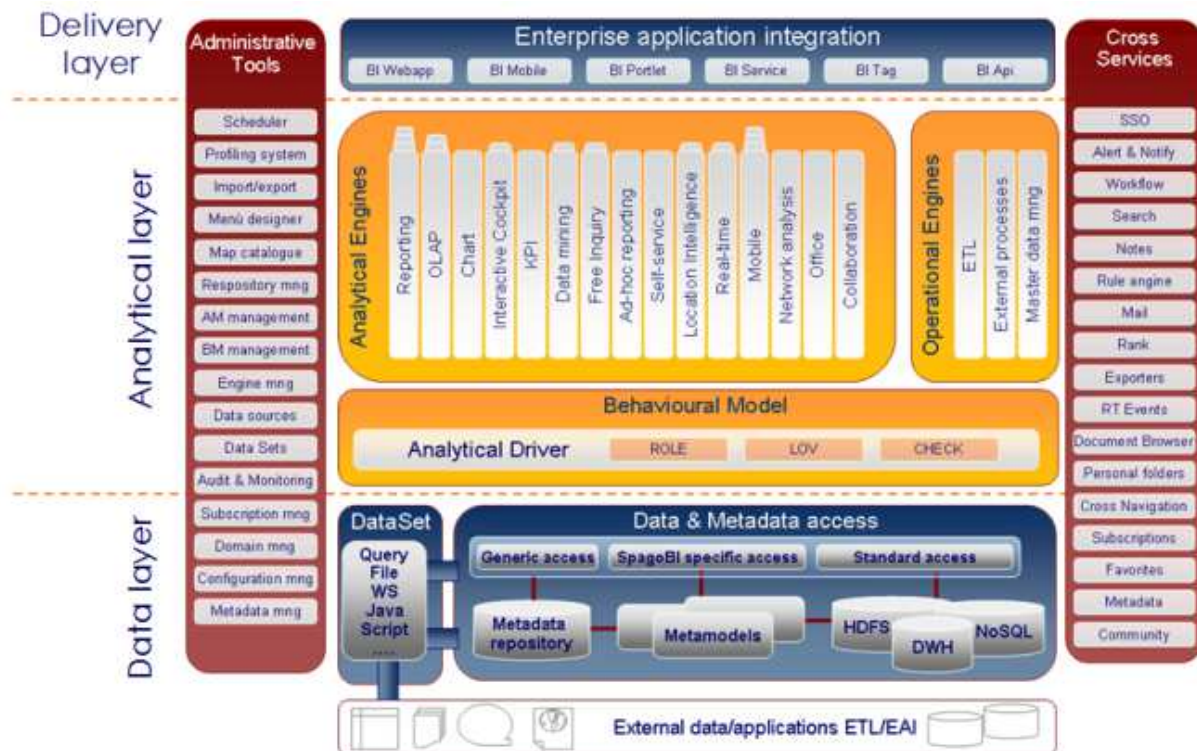 Delivery
layer
Analytical layer
Data layer
Administrative
Tools
Scheduler
Profiling system
Import/export
Menù designer
Map catalogue
Respository mng
AM management
BM management
Engine mng
Data sources
Data Sets
Audit & Monitoring
Subscription mng
Domain mng
Configuration mng
Metadata mng
Enterprise application integration
BI Webapp
BI Mobile
BI Portlet
BI Service
BI Tag
BI Api
Analytical Engines
Reporting
OLAP
Chart
Interactive Cockpit
KPI
Data mining
Free Inquiry
Ad-hoc reporting
Self-service
Location Intelligence
Real-time
Mobile
Network analysis
Office
Collaboration
Operational Engines
ETL
External processes
Master data mng
Behavioural Model
Analytical Driver
ROLE
LOV
CHECK
DataSet
Query
File
WS
Java
Script
....
Data & Metadata access
Generic access
SpagoBI specific access
Standard access
Metadata
repository
Metamodels
HDFS
DWH
NoSQL
External data/applications ETL/EAI
Cross
Services
SSO
Alert & Notify
Workflow
Search
Notes
Rule angine
Mail
Rank
Exporters
RT Events
Document Browser
Personal folders
Cross Navigation
Subscriptions
Favorites
Metadata
Community